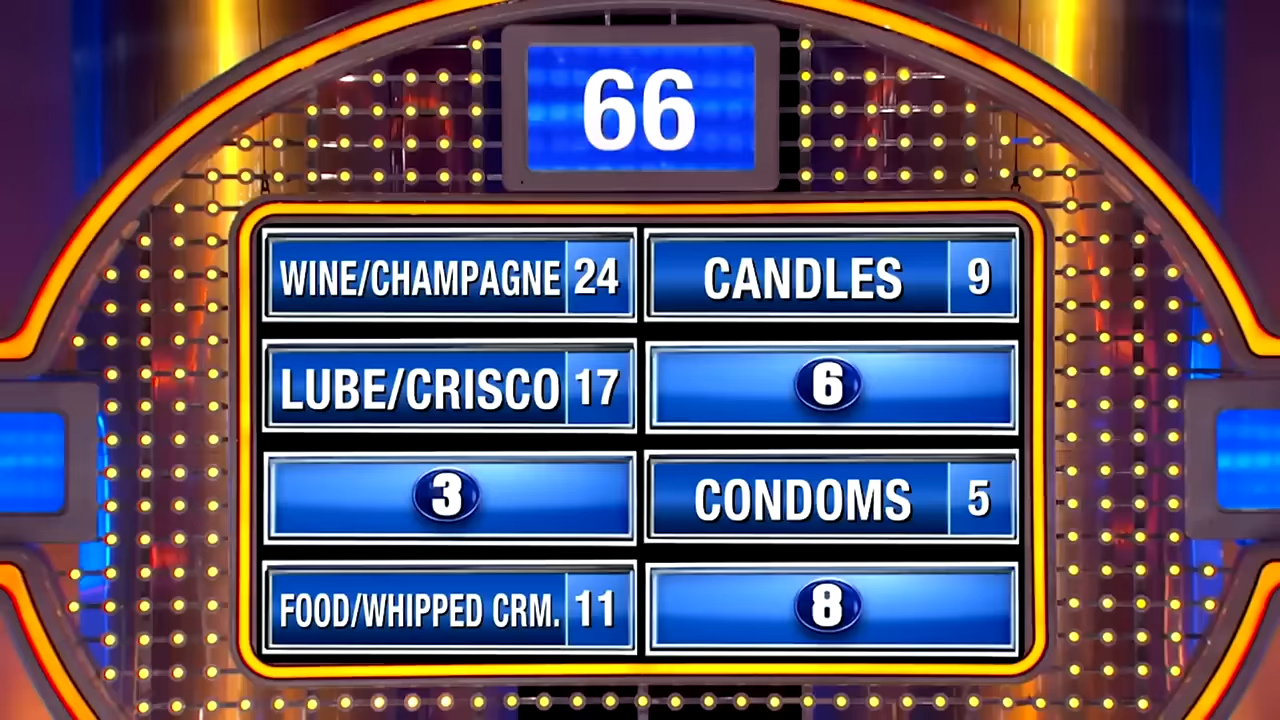 66
WINE/CHAMPAGNE 24
LUBE/CRISCO 17
3
FOOD/WHIPPED CRM. 11
CANDLES 9
6
CONDOMS 5
8